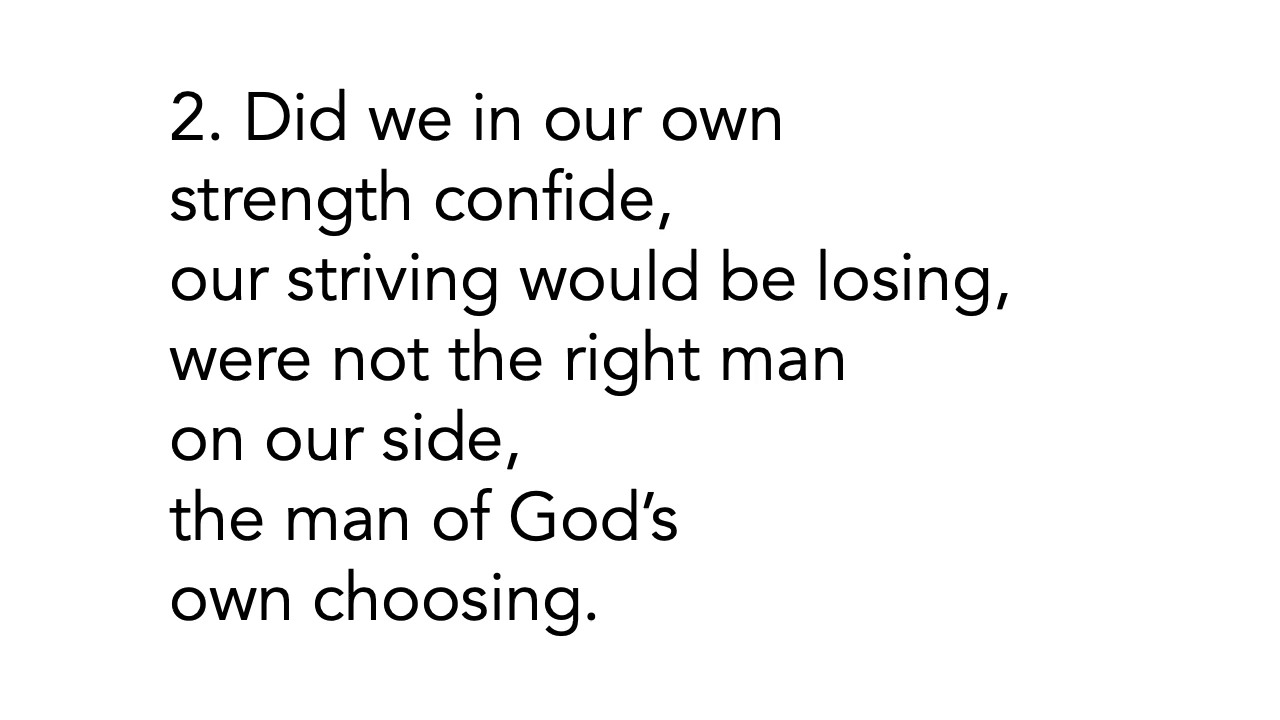 2. Did we in our own
strength confide,
our striving would be losing,
were not the right man
on our side,
the man of God’s
own choosing.